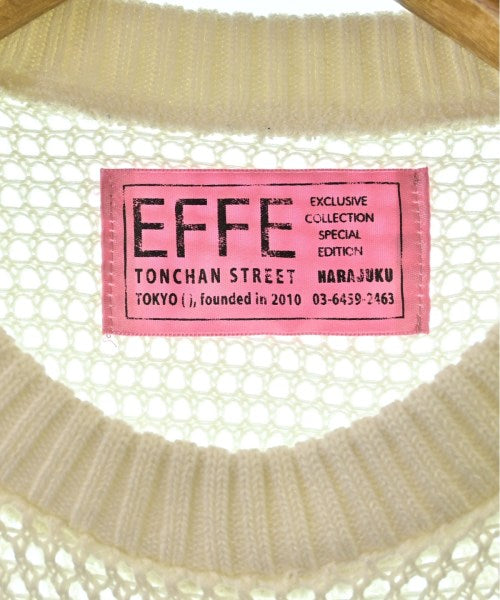 EFFE
EXCLUSIVE
COLLECTION
SPECIAL
EDITION
TONCHAN STREET HARAJUKU
TOKYO ( ), founded in 2010 03-6459-2463